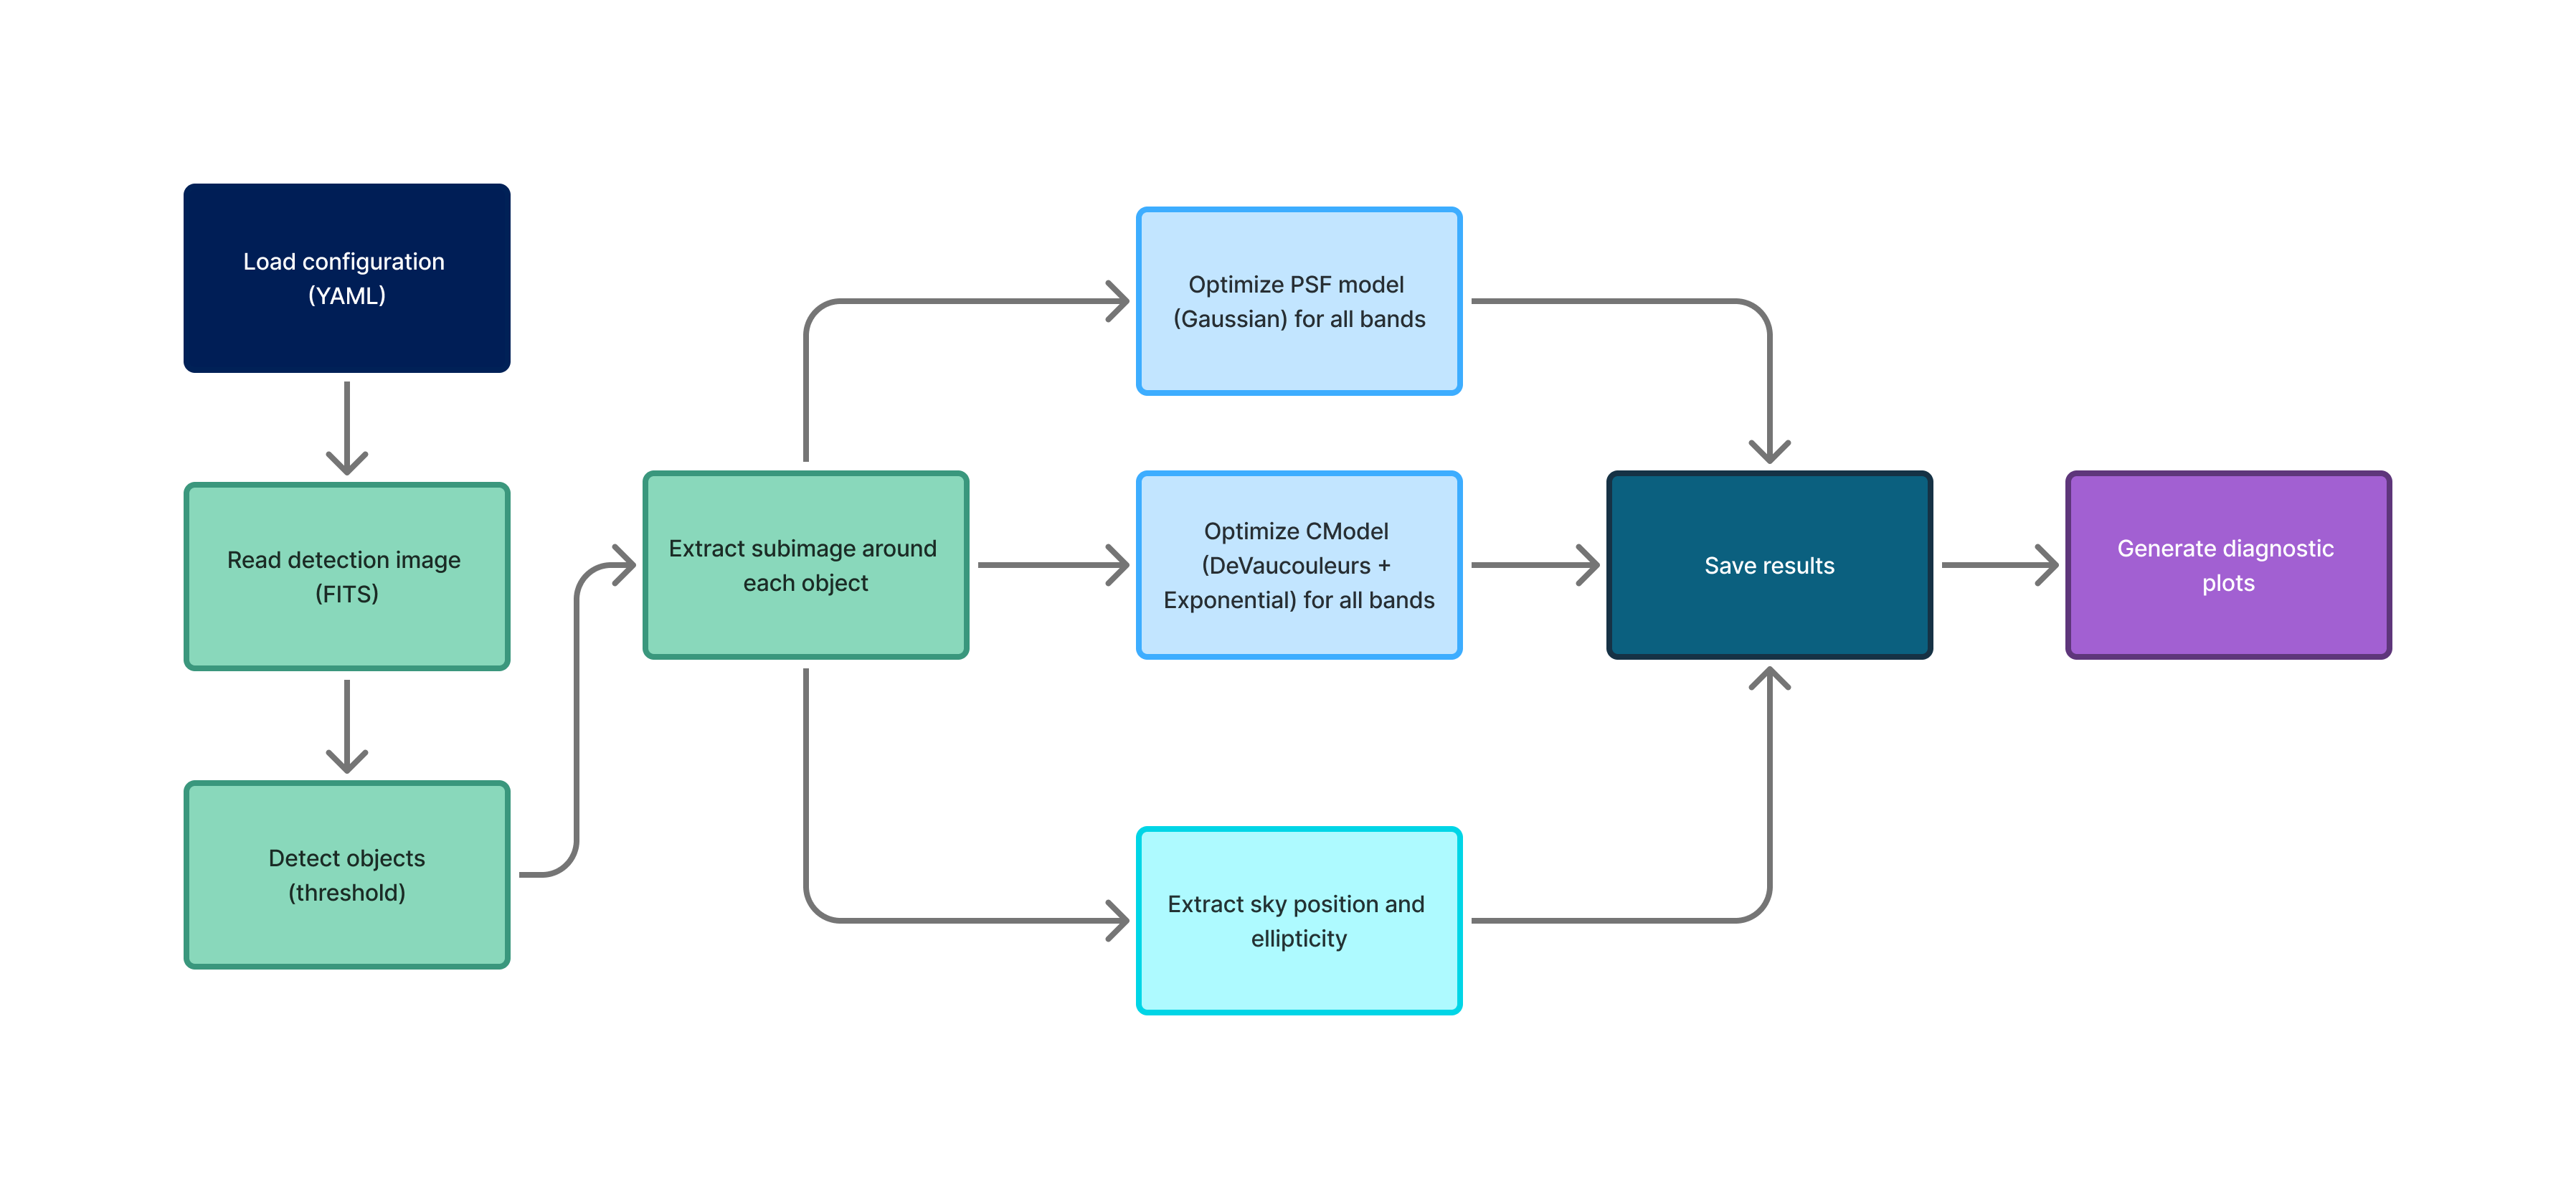 Load configuration
(YAML)
Read detection image
(FITS)
Detect objects
(threshold)
Extract subimage around
each object
Optimize PSF model
(Gaussian) for all bands
Optimize CModel
(DeVaucouleurs +
Exponential) for all bands
Extract sky position and
ellipticity
Save results
Generate diagnostic
plots